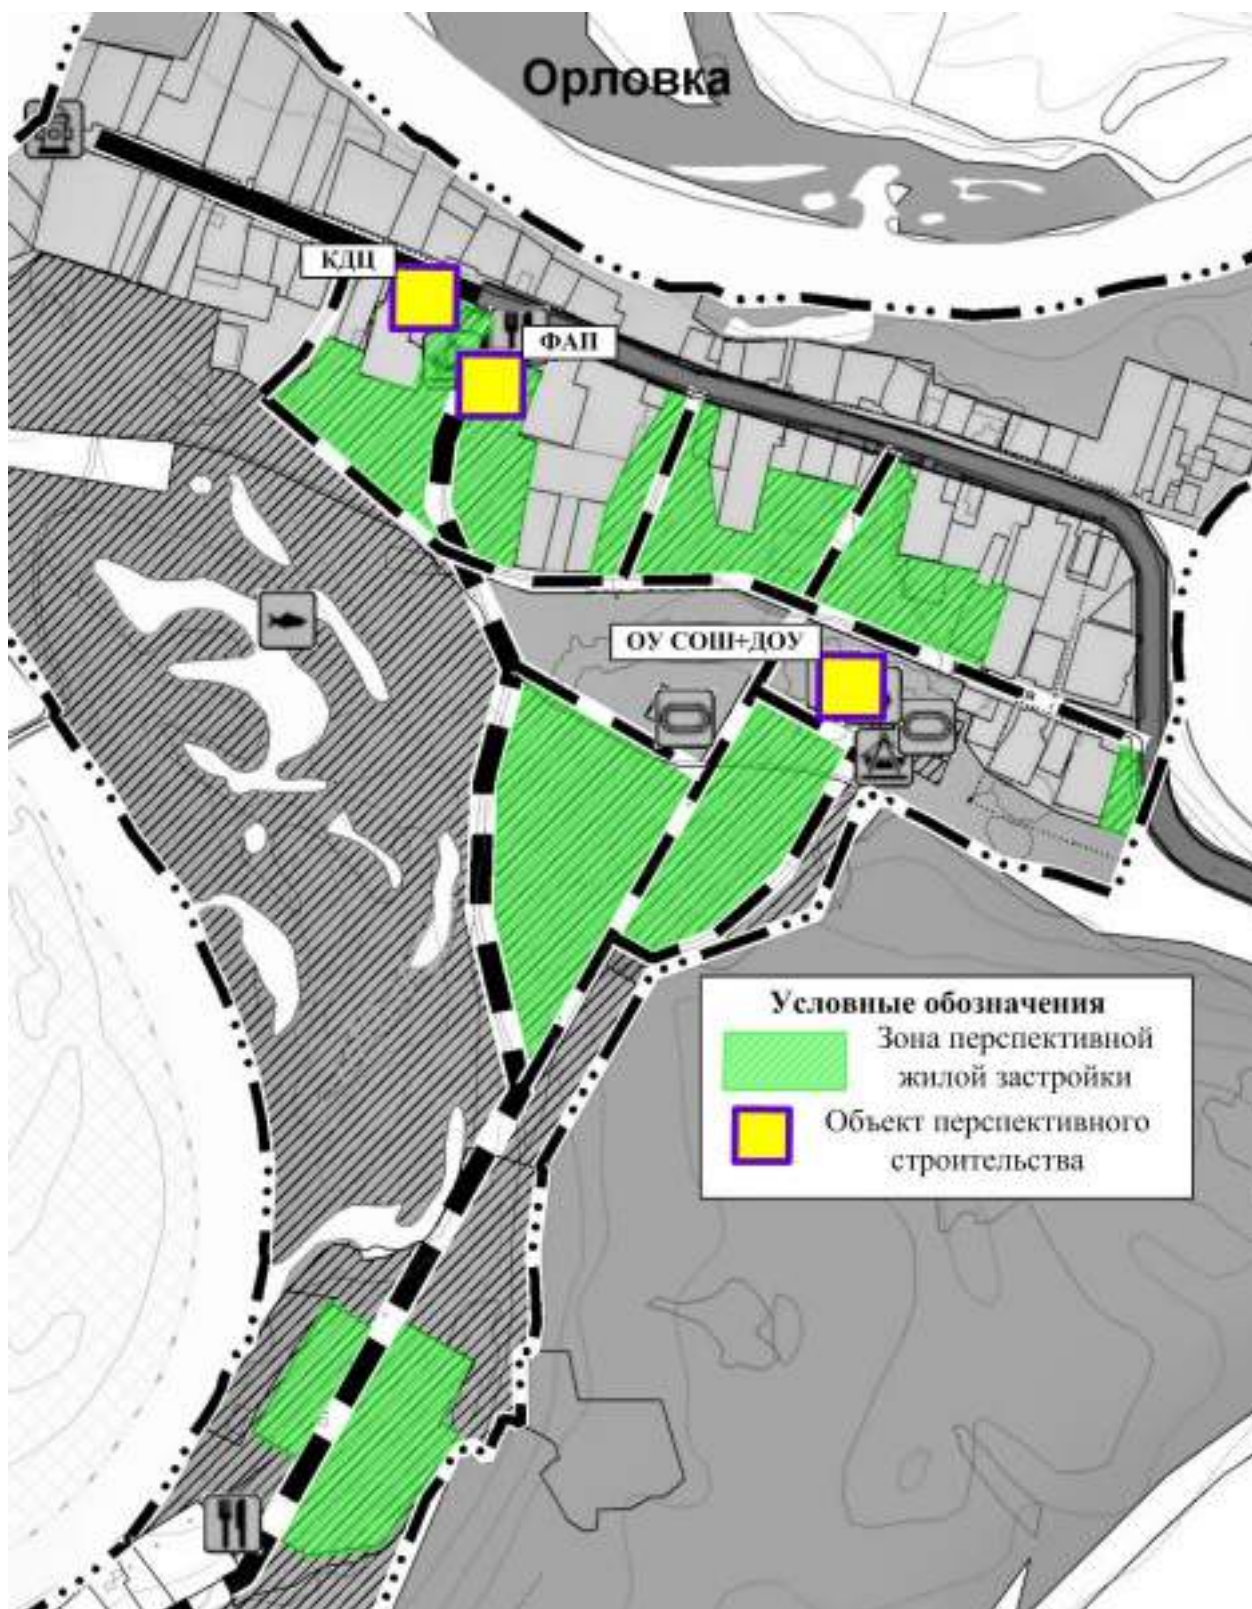 Орловка
КДЦ
ФАП
ОУ СОШ+ДОУ
Условные обозначения
Зона перспективной
жилой застройки
Объект перспективного
строительства